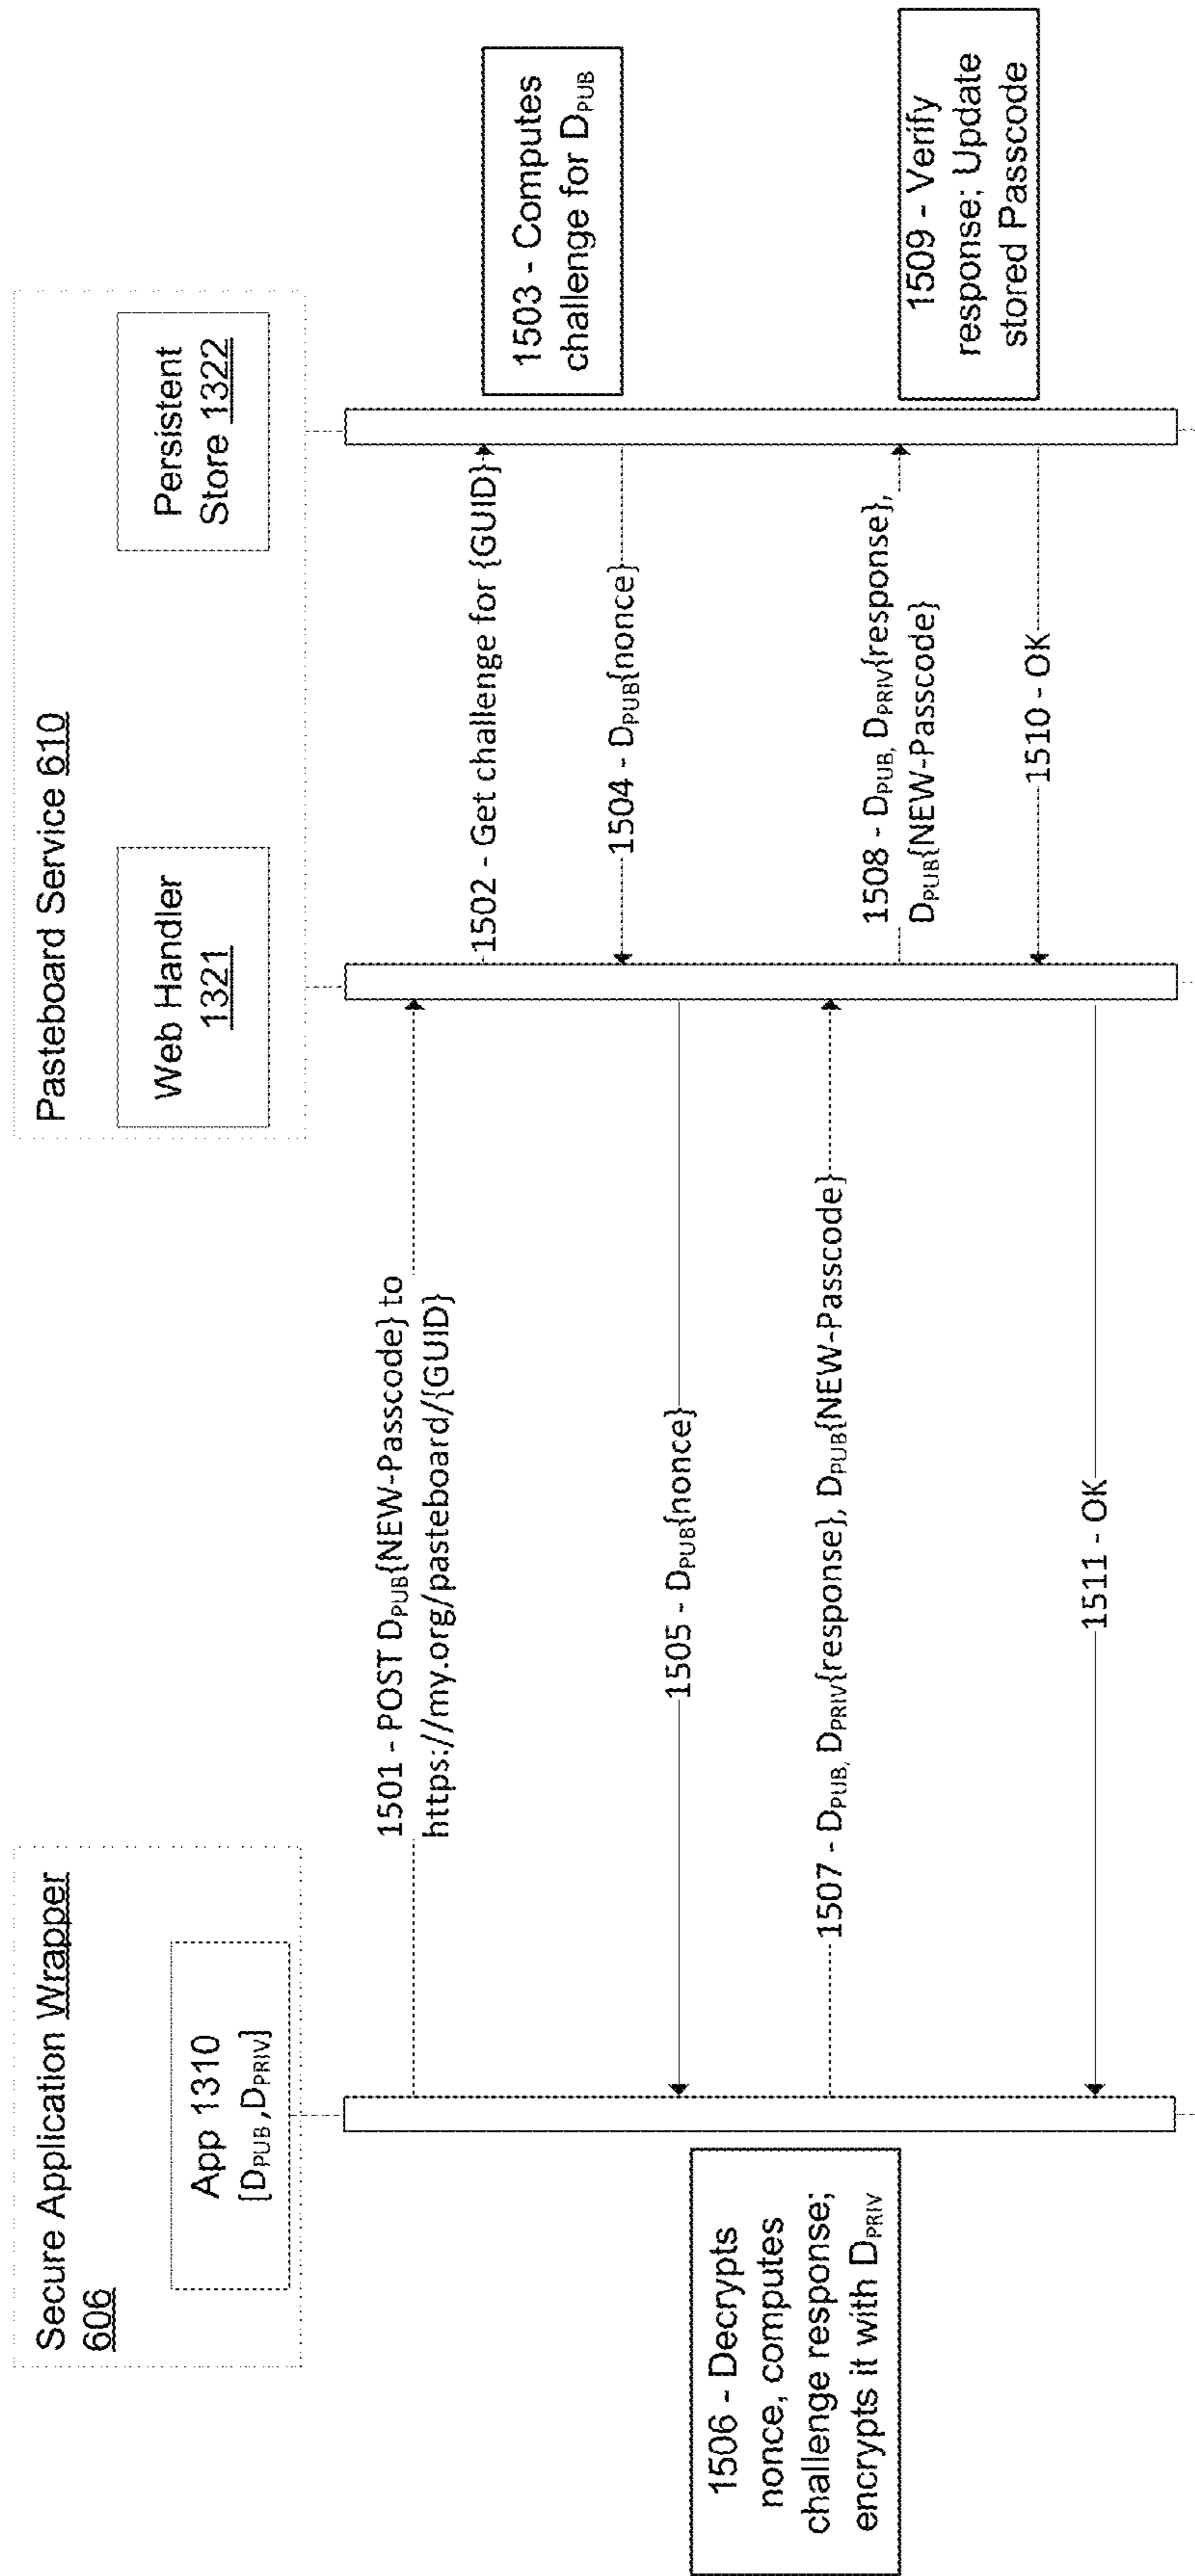 Secure Application Wrapper
606
App 1310
[DPUB ,DPRIV]
Pasteboard Service 610
Web Handler
1321
Persistent
Store 1322
1501 - POST DPUB{NEW-Passcode} to
https://my.org/pasteboard/{GUID}
1502 - Get challenge for {GUID}
1503 - Computes
challenge for DPUB
1504 - DPUB{nonce}
1505 - DPUB{nonce}
1506 - Decrypts
nonce, computes
challenge response;
encrypts it with DPRIV
1507 - DPUB, DPRIV{response}, DPUB{NEW-Passcode}
1508 - DPUB, DPRIV{response},
DPUB{NEW-Passcode}
1509 - Verify
response; Update
stored Passcode
1510 - OK
1511 - OK